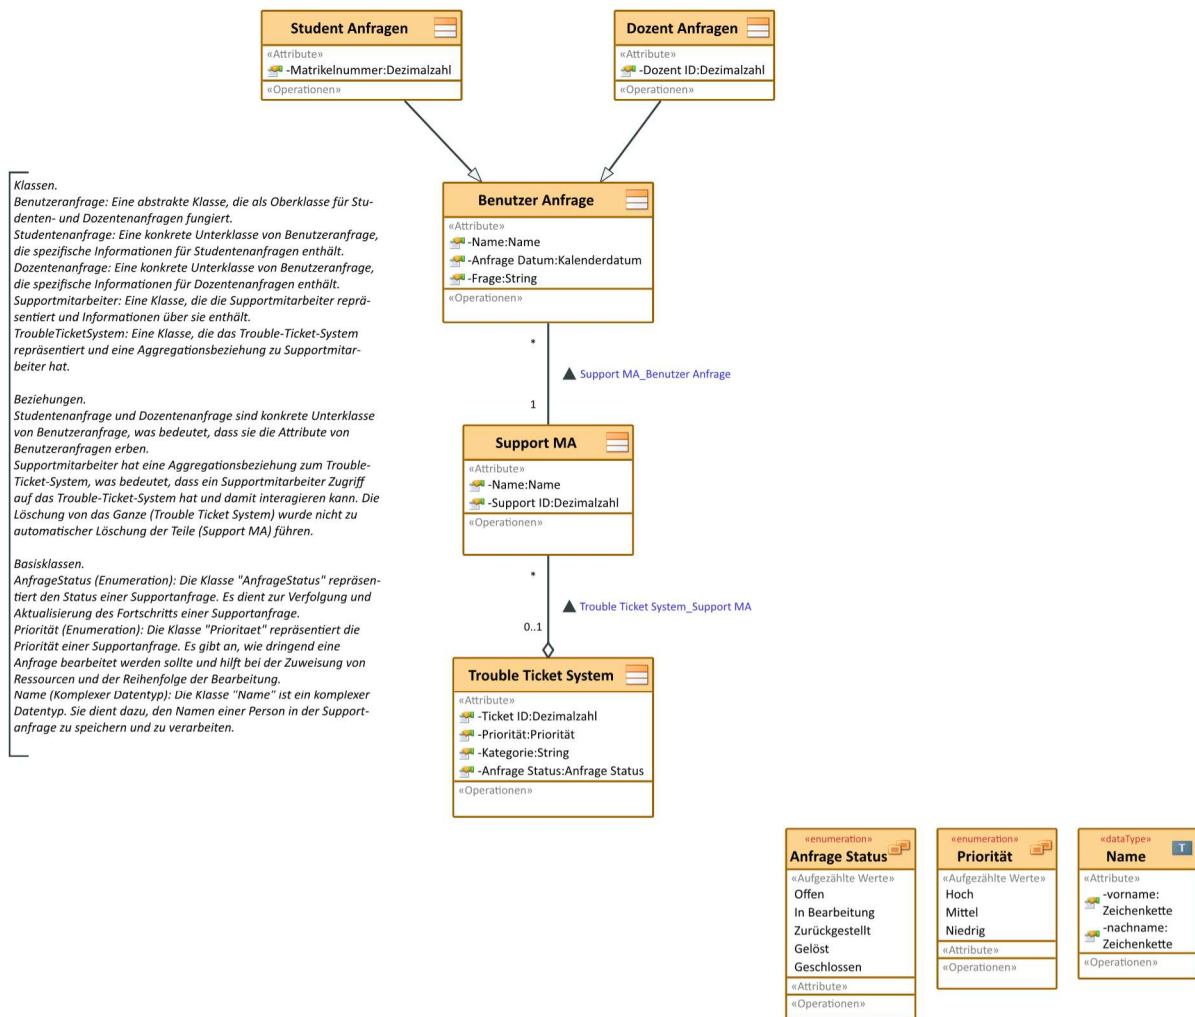 Student Anfragen
«Attribute»
-Matrikelnummer:Dezimalzahl
«Operationen»
Dozent Anfragen
«Attribute»
-Dozent ID:Dezimalzahl
«Operationen»
Klassen.
Benutzeranfrage: Eine abstrakte Klasse, die als Oberklasse für Stu-
denten- und Dozentenanfragen fungiert.
Studentenanfrage: Eine konkrete Unterklasse von Benutzeranfrage,
die spezifische Informationen für Studentenanfragen enthält.
Dozentenanfrage: Eine konkrete Unterklasse von Benutzeranfrage,
die spezifische Informationen für Dozentenanfragen enthält.
Supportmitarbeiter: Eine Klasse, die die Supportmitarbeiter reprä-
sentiert und Informationen über sie enthält.
TroubleTicketSystem: Eine Klasse, die das Trouble-Ticket-System
repräsentiert und eine Aggregationsbeziehung zu Supportmitar-
beiter hat.
Beziehungen.
Studentenanfrage und Dozentenanfrage sind konkrete Unterklasse
von Benutzeranfrage, was bedeutet, dass sie die Attribute von
Benutzeranfragen erben.
Supportmitarbeiter hat eine Aggregationsbeziehung zum Trouble-
Ticket-System, was bedeutet, dass ein Supportmitarbeiter Zugriff
auf das Trouble-Ticket-System hat und damit interagieren kann. Die
Löschung von das Ganze (Trouble Ticket System) wurde nicht zu
automatischer Löschung der Teile (Support MA) führen.
Basisklassen.
AnfrageStatus (Enumeration): Die Klasse "AnfrageStatus" repräsen-
tiert den Status einer Supportanfrage. Es dient zur Verfolgung und
Aktualisierung des Fortschritts einer Supportanfrage.
Priorität (Enumeration): Die Klasse "Prioritaet" repräsentiert die
Priorität einer Supportanfrage. Es gibt an, wie dringend eine
Anfrage bearbeitet werden sollte und hilft bei der Zuweisung von
Ressourcen und der Reihenfolge der Bearbeitung.
Name (Komplexer Datentyp): Die Klasse "Name" ist ein komplexer
Datentyp. Sie dient dazu, den Namen einer Person in der Support-
anfrage zu speichern und zu verarbeiten.
Benutzer Anfrage
«Attribute»
-Name:Name
-Anfrage Datum:Kalenderdatum
-Frage:String
«Operationen»
*
Support MA_Benutzer Anfrage
1
Support MA
«Attribute»
-Name:Name
-Support ID:Dezimalzahl
«Operationen»
*
Trouble Ticket System_Support MA
0..1
Trouble Ticket System
«Attribute»
-Ticket ID:Dezimalzahl
-Priorität:Priorität
-Kategorie:String
-Anfrage Status:Anfrage Status
«Operationen»
«enumeration»
Anfrage Status
«Aufgezählte Werte»
Offen
In Bearbeitung
Zurückgestellt
Gelöst
Geschlossen
«Attribute»
«Operationen»
«enumeration»
Priorität
«Aufgezählte Werte»
Hoch
Mittel
Niedrig
«Attribute»
«Operationen»
«dataType»
Name
T
«Attribute»
-vorname:
Zeichenkette
-nachname:
Zeichenkette
«Operationen»